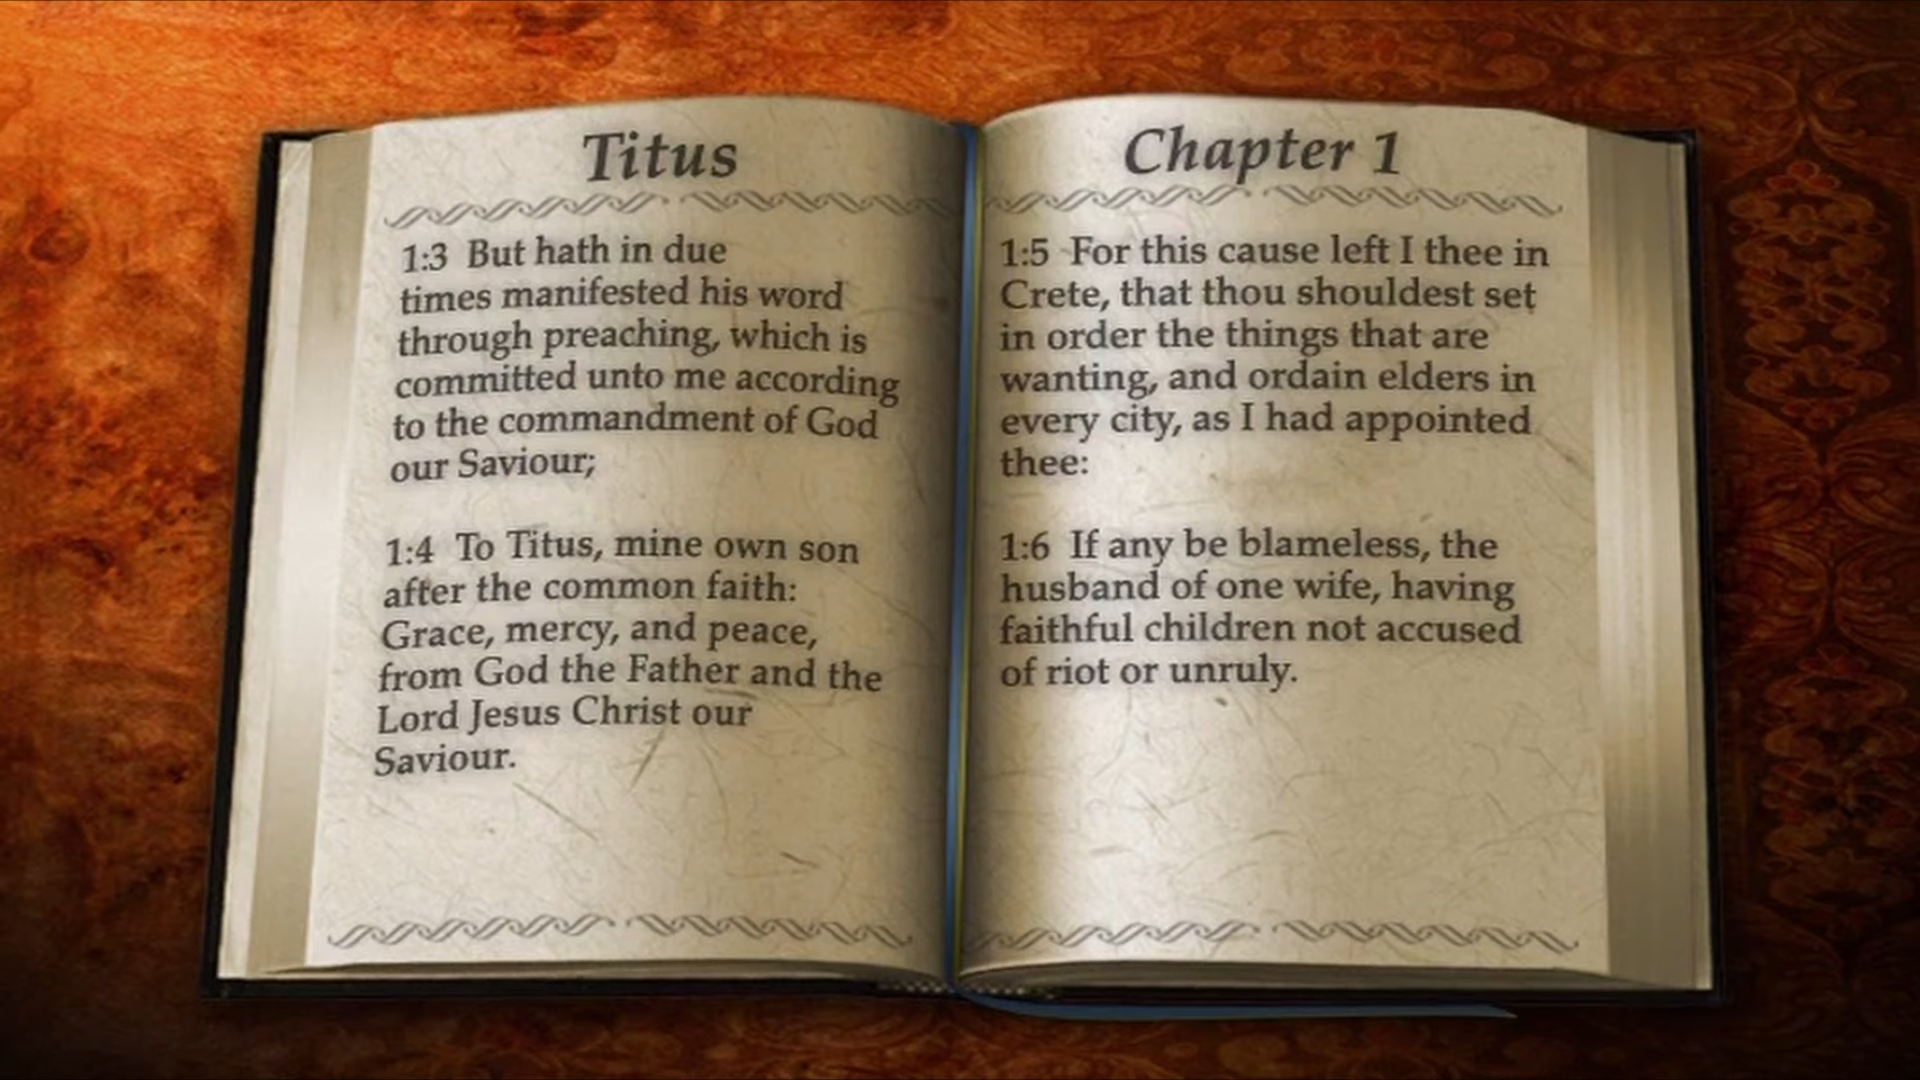 Titus
1:3 But hath in due
times manifested his word
through preaching, which is
committed unto me according
to the commandment of God
our Saviour;
1:4 To Titus, mine own son
after the common faith:
Grace, mercy, and peace,
from God the Father and the
Lord Jesus Christ our
Saviour.
Chapter 1
1:5 For this cause left I thee in
Crete, that thou shouldest set
in order the things that are
wanting, and ordain elders in
every city, as I had appointed
thee:
1:6 If any be blameless, the
husband of one wife, having
faithful children not accused
of riot or unruly.